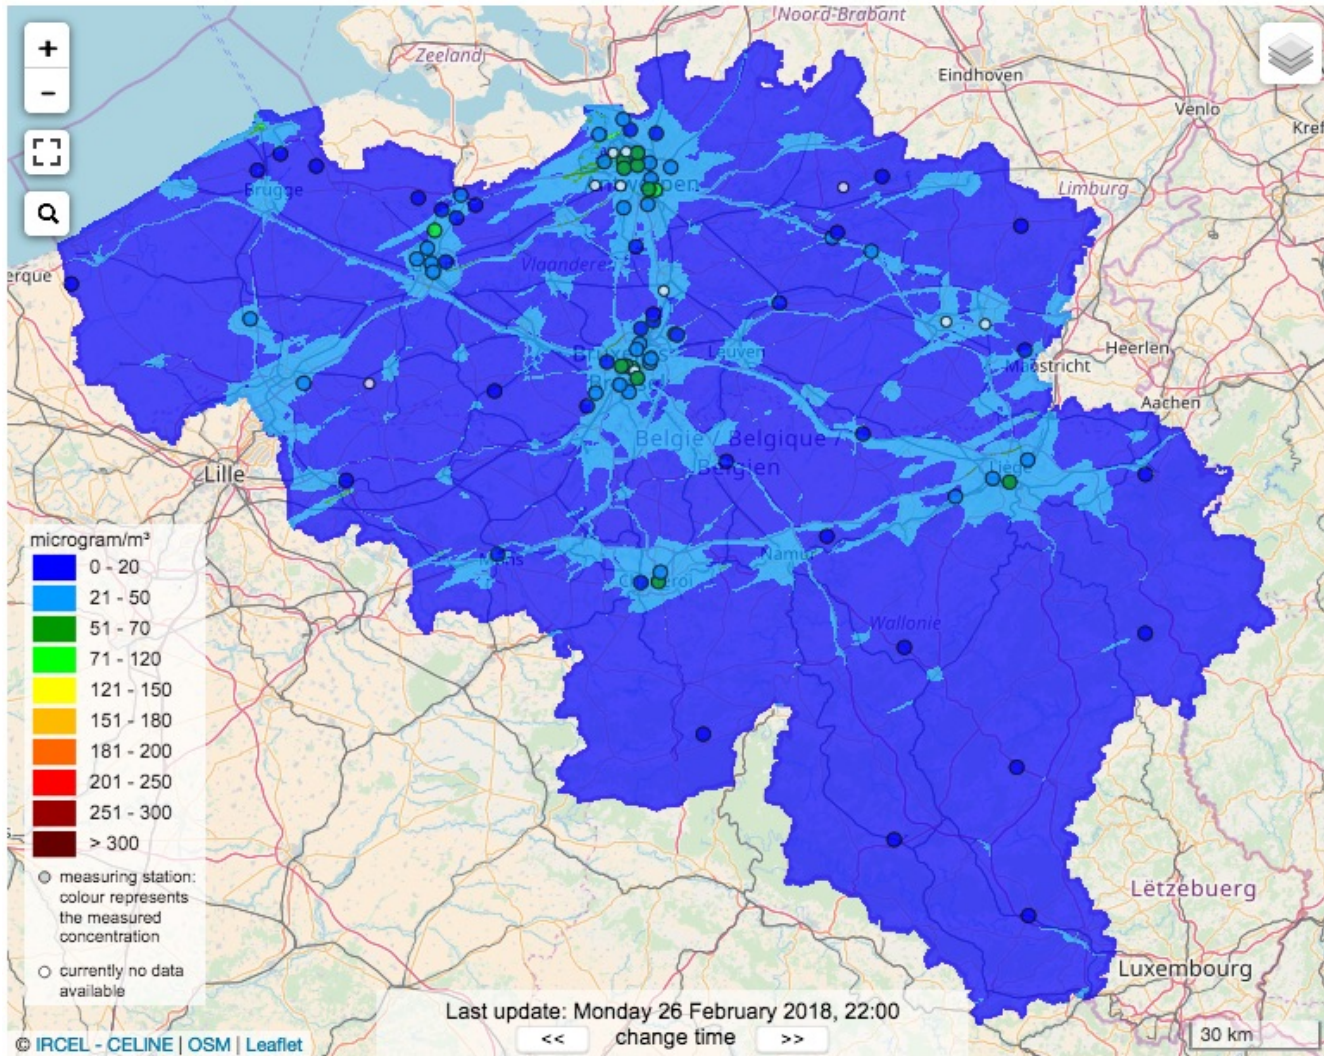 Noord-Brabant
Zeeland
Eindhoven
Venlo
Brugge
Antwerpen
Limburg
Vlaanderen
Heerlen
Leuven
Maastricht
Aachen
België / Belgique /
Belgien
Lille
Liège
Mons
Charleroi
Namur
Wallonie
Lëtzebuerg
Luxembourg
+
−
microgram/m³
0 - 20
21 - 50
51 - 70
71 - 120
121 - 150
151 - 180
181 - 200
201 - 250
251 - 300
> 300
measuring station:
colour represents
the measured
concentration
currently no data
available
Last update: Monday 26 February 2018, 22:00
<< change time >>
30 km
© IRCEL - CELINE | OSM | Leaflet